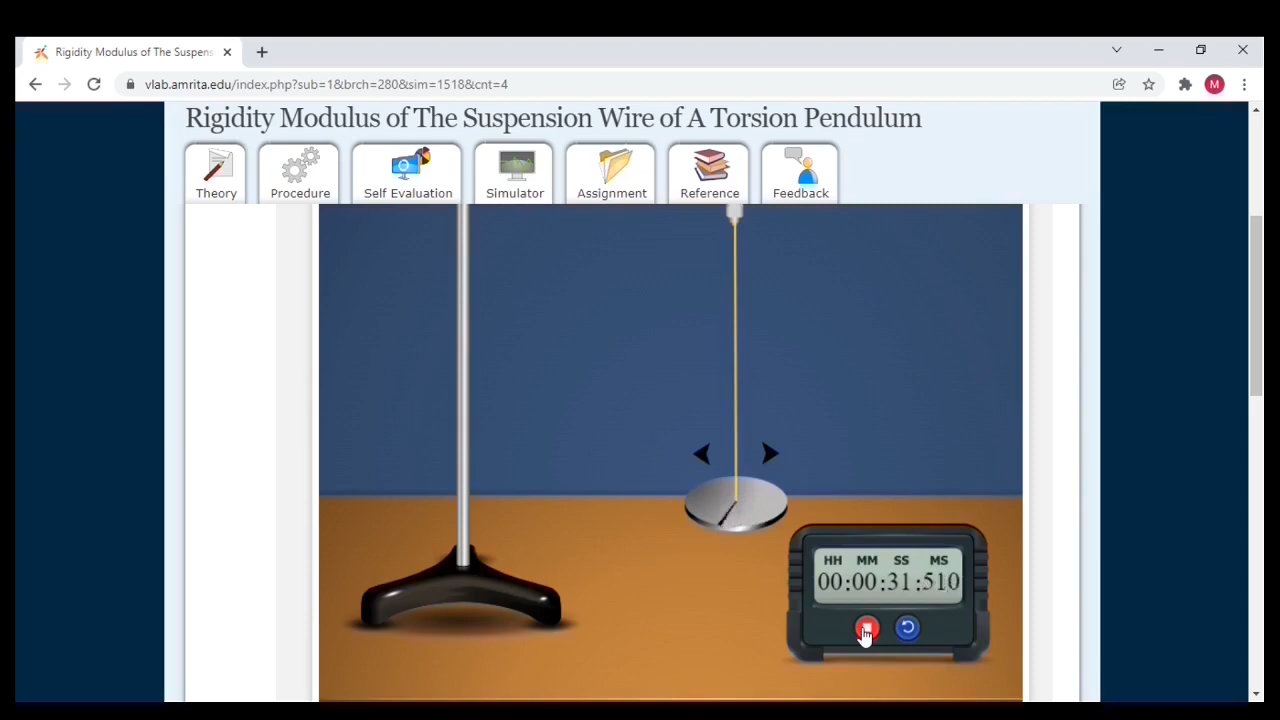 Rigidity Modulus of The Suspens
vlab.amrita.edu/index.php?sub=1&brch=280&sim=1518&cnt=4
M
Rigidity Modulus of The Suspension Wire of A Torsion Pendulum
Theory
Procedure
Self Evaluation
Simulator
Assignment
Reference
Feedback
HH MM SS MS
00:00:31:510